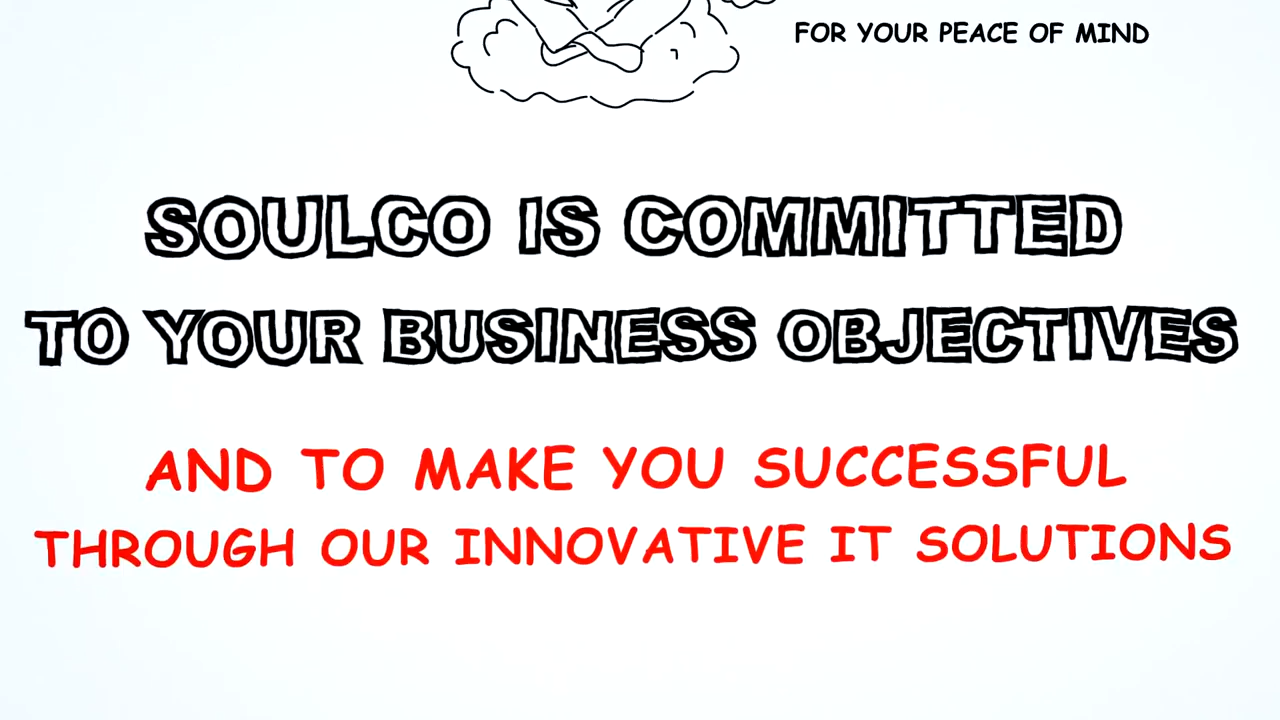 FOR YOUR PEACE OF MIND
SOULCO IS COMMITTED
TO YOUR BUSINESS OBJECTIVES
AND TO MAKE YOU SUCCESSFUL
THROUGH OUR INNOVATIVE IT SOLUTIONS